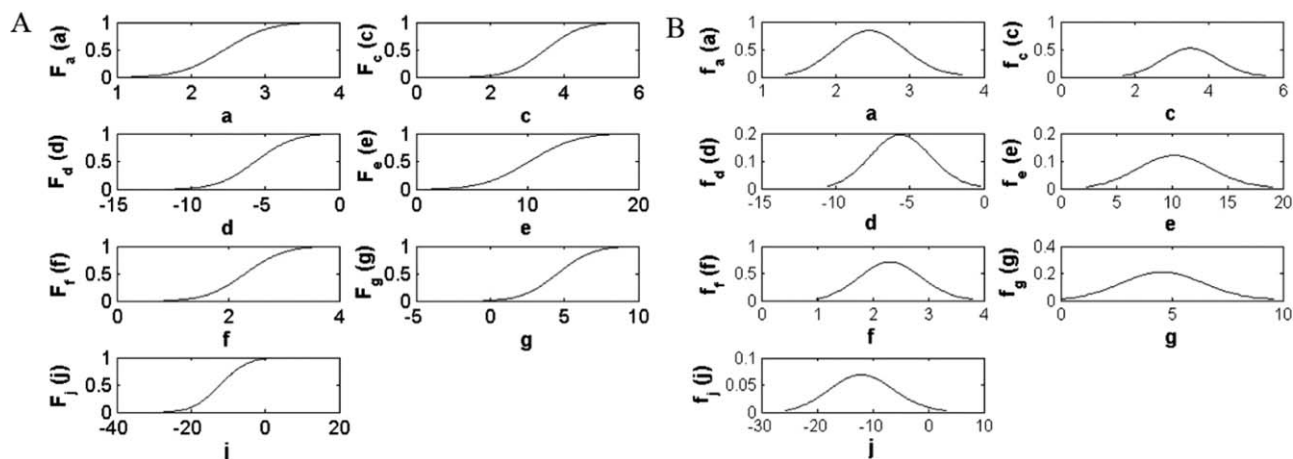 A
F_a (a)
1
0.5
0
1 2 3 4
a
F_c (c)
1
0.5
0
0 2 4 6
c
F_d (d)
1
0.5
0
-15 -10 -5 0
d
F_e (e)
1
0.5
0
0 10 20
e
F_f (f)
1
0.5
0
0 2 4
f
F_g (g)
1
0.5
0
-5 0 5 10
g
F_j (j)
1
0.5
0
-40 -20 0 20
j
B
f_a (a)
1
0.5
0
1 2 3 4
a
f_c (c)
1
0.5
0
0 2 4 6
c
f_d (d)
0.2
0.1
0
-15 -10 -5 0
d
f_e (e)
0.2
0.1
0
0 5 10 15 20
e
f_f (f)
1
0.5
0
0 1 2 3 4
f
f_g (g)
0.4
0.2
0
0 5 10
g
f_j (j)
0.1
0.05
0
-30 -20 -10 0 10
j